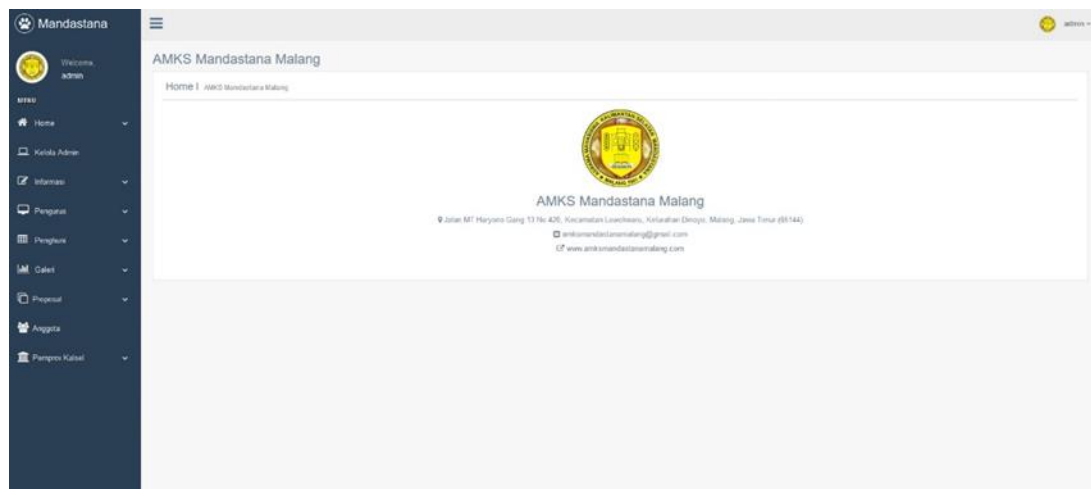 Mandastana
admin
Welcome,
admin
AMKS Mandastana Malang
MENU
Home I AMKS Mandastana Malang
Home
Kelola Admin
Informasi
Pengurus
Penghuni
Galeri
Proposal
Anggota
Pemprov Kalsel
AMKS Mandastana Malang
Jalan MT Haryono Gang 13 No 426, Kecamatan Lowokwaru, Kelurahan Dinoyo, Malang, Jawa Timur (65144)
amksmandastanamalang@gmail.com
www.amksmandastanamalang.com